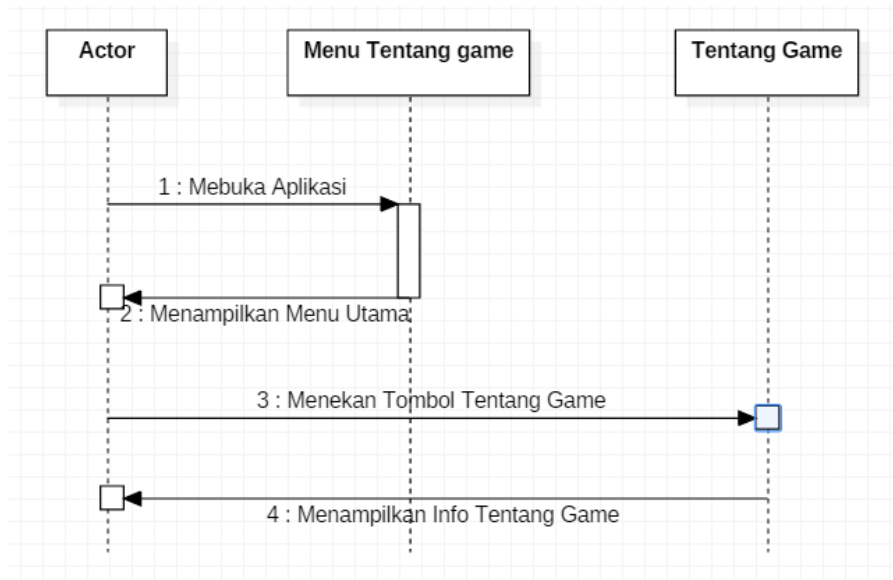 Actor
Menu Tentang game
Tentang Game
1 : Mebuka Aplikasi
2 : Menampilkan Menu Utama
3 : Menekan Tombol Tentang Game
4 : Menampilkan Info Tentang Game